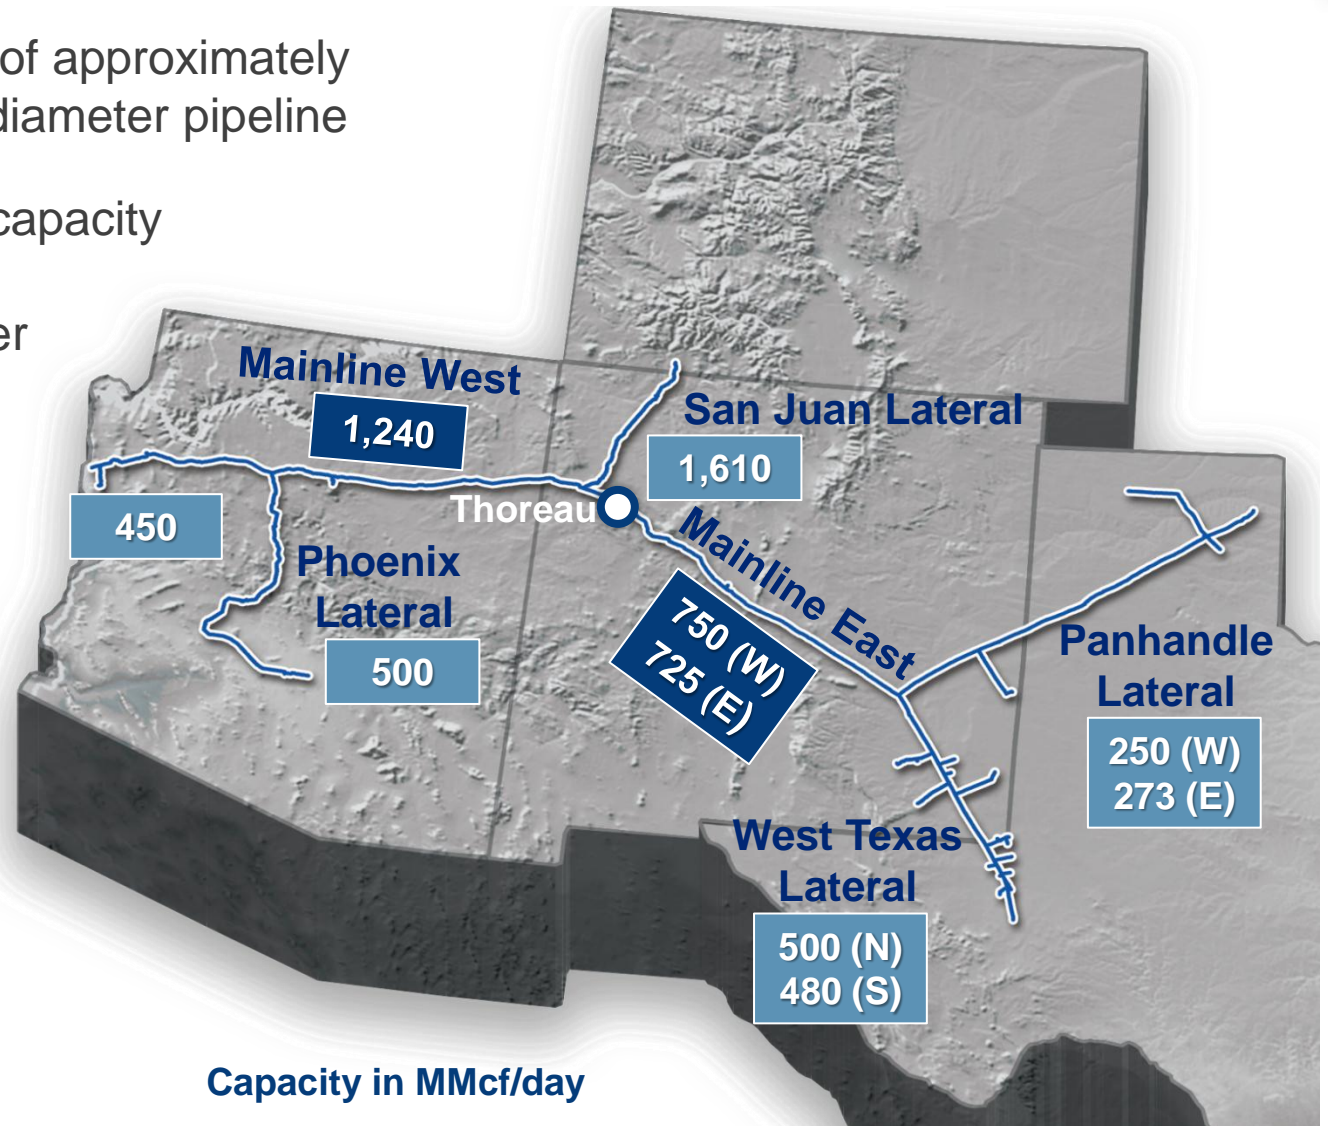 of approximately
diameter pipeline
capacity
er
Mainline West
1,240
San Juan Lateral
1,610
Thoreau
450
Phoenix
Lateral
500
Mainline East
750 (W)
725 (E)
Panhandle
Lateral
250 (W)
273 (E)
West Texas
Lateral
500 (N)
480 (S)
Capacity in MMcf/day